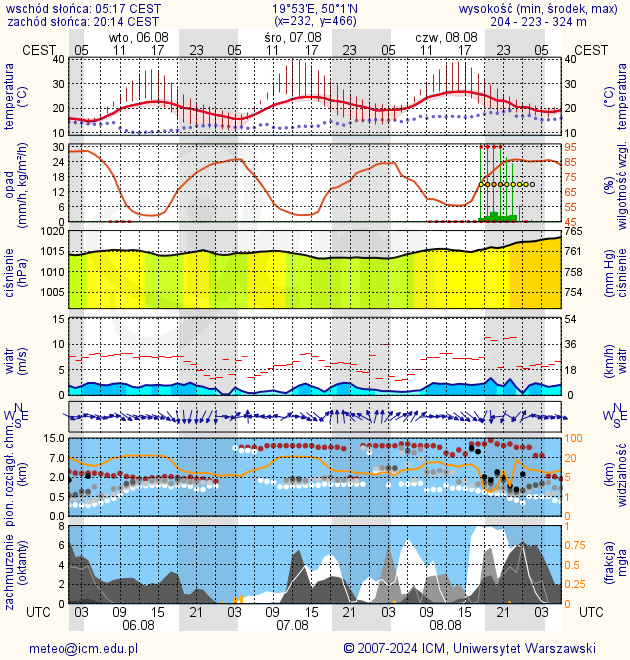 wschód słońca: 05:17 CEST 19°53'E, 50°1'N wysokość (min, środek, max)
zachód słońca: 20:14 CEST (x=232, y=466) 204 - 223 - 324 m
wto, 06.08 śro, 07.08 czw, 08.08
CEST 05 11 17 23 05 11 17 23 05 11 17 23 05 CEST
temperatura (°C) 40 30 20 10 40 30 20 10 (°C) temperatura
opad (mm/h, kg/m²/h) 30 24 18 12 6 0 95 85 75 65 55 45 (%) wilgotność wzgl.
ciśnienie (hPa) 1020 1015 1010 1005 765 761 758 754 (mm Hg) ciśnienie
wiatr (m/s) 15 10 5 0 54 36 18 0 (km/h) wiatr
N W E S N W E S
pion. rozciągł. chm. (km) 15.0 7.0 2.0 0.5 0.0 100 20 5 1 0 (km) widzialność
zachmurzenie (oktanty) 8 6 4 2 0 1 0.75 0.5 0.25 0 (frakcja) mgła
UTC 03 09 15 21 03 09 15 21 03 09 15 21 03 UTC
06.08 07.08 08.08
meteo@icm.edu.pl © 2007-2024 ICM, Uniwersytet Warszawski